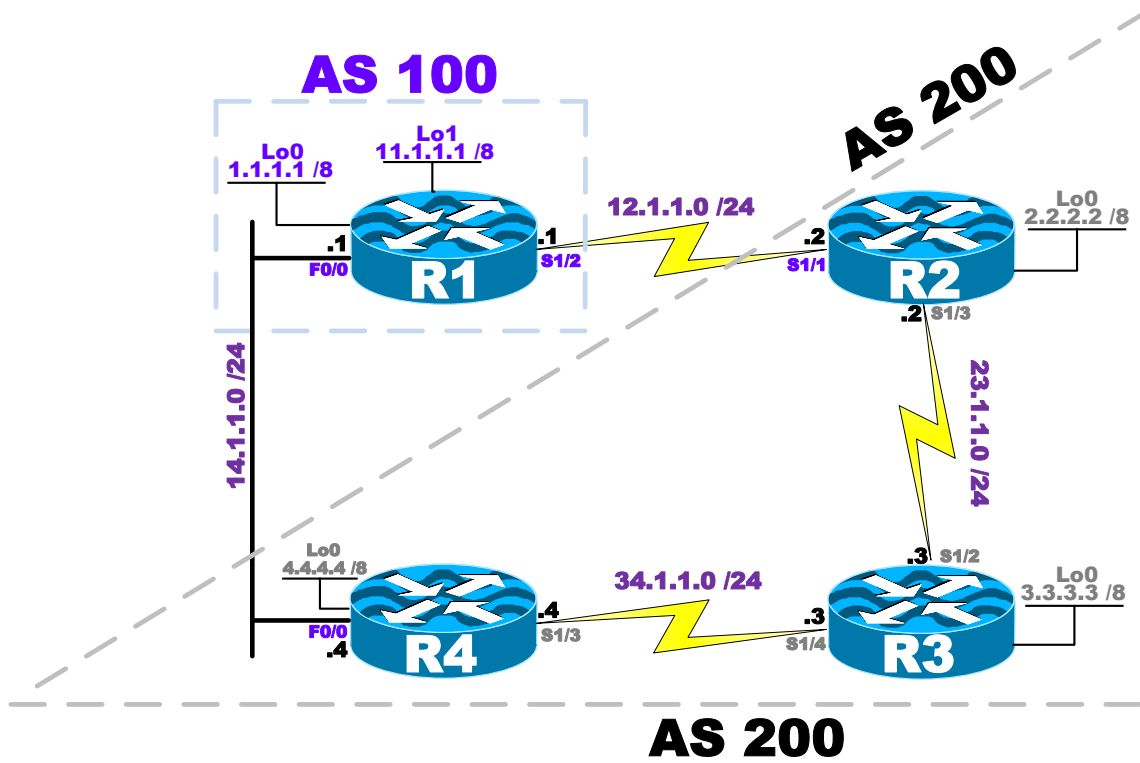 AS 100
AS 200
Lo0
1.1.1.1 /8
Lo1
11.1.1.1 /8
.1
F0/0
R1
.1
S1/2
12.1.1.0 /24
.2
S1/1
R2
Lo0
2.2.2.2 /8
.2
S1/3
14.1.1.0 /24
23.1.1.0 /24
Lo0
4.4.4.4 /8
F0/0
.4
R4
.4
S1/3
34.1.1.0 /24
.3
S1/4
.3
S1/2
R3
Lo0
3.3.3.3 /8
AS 200